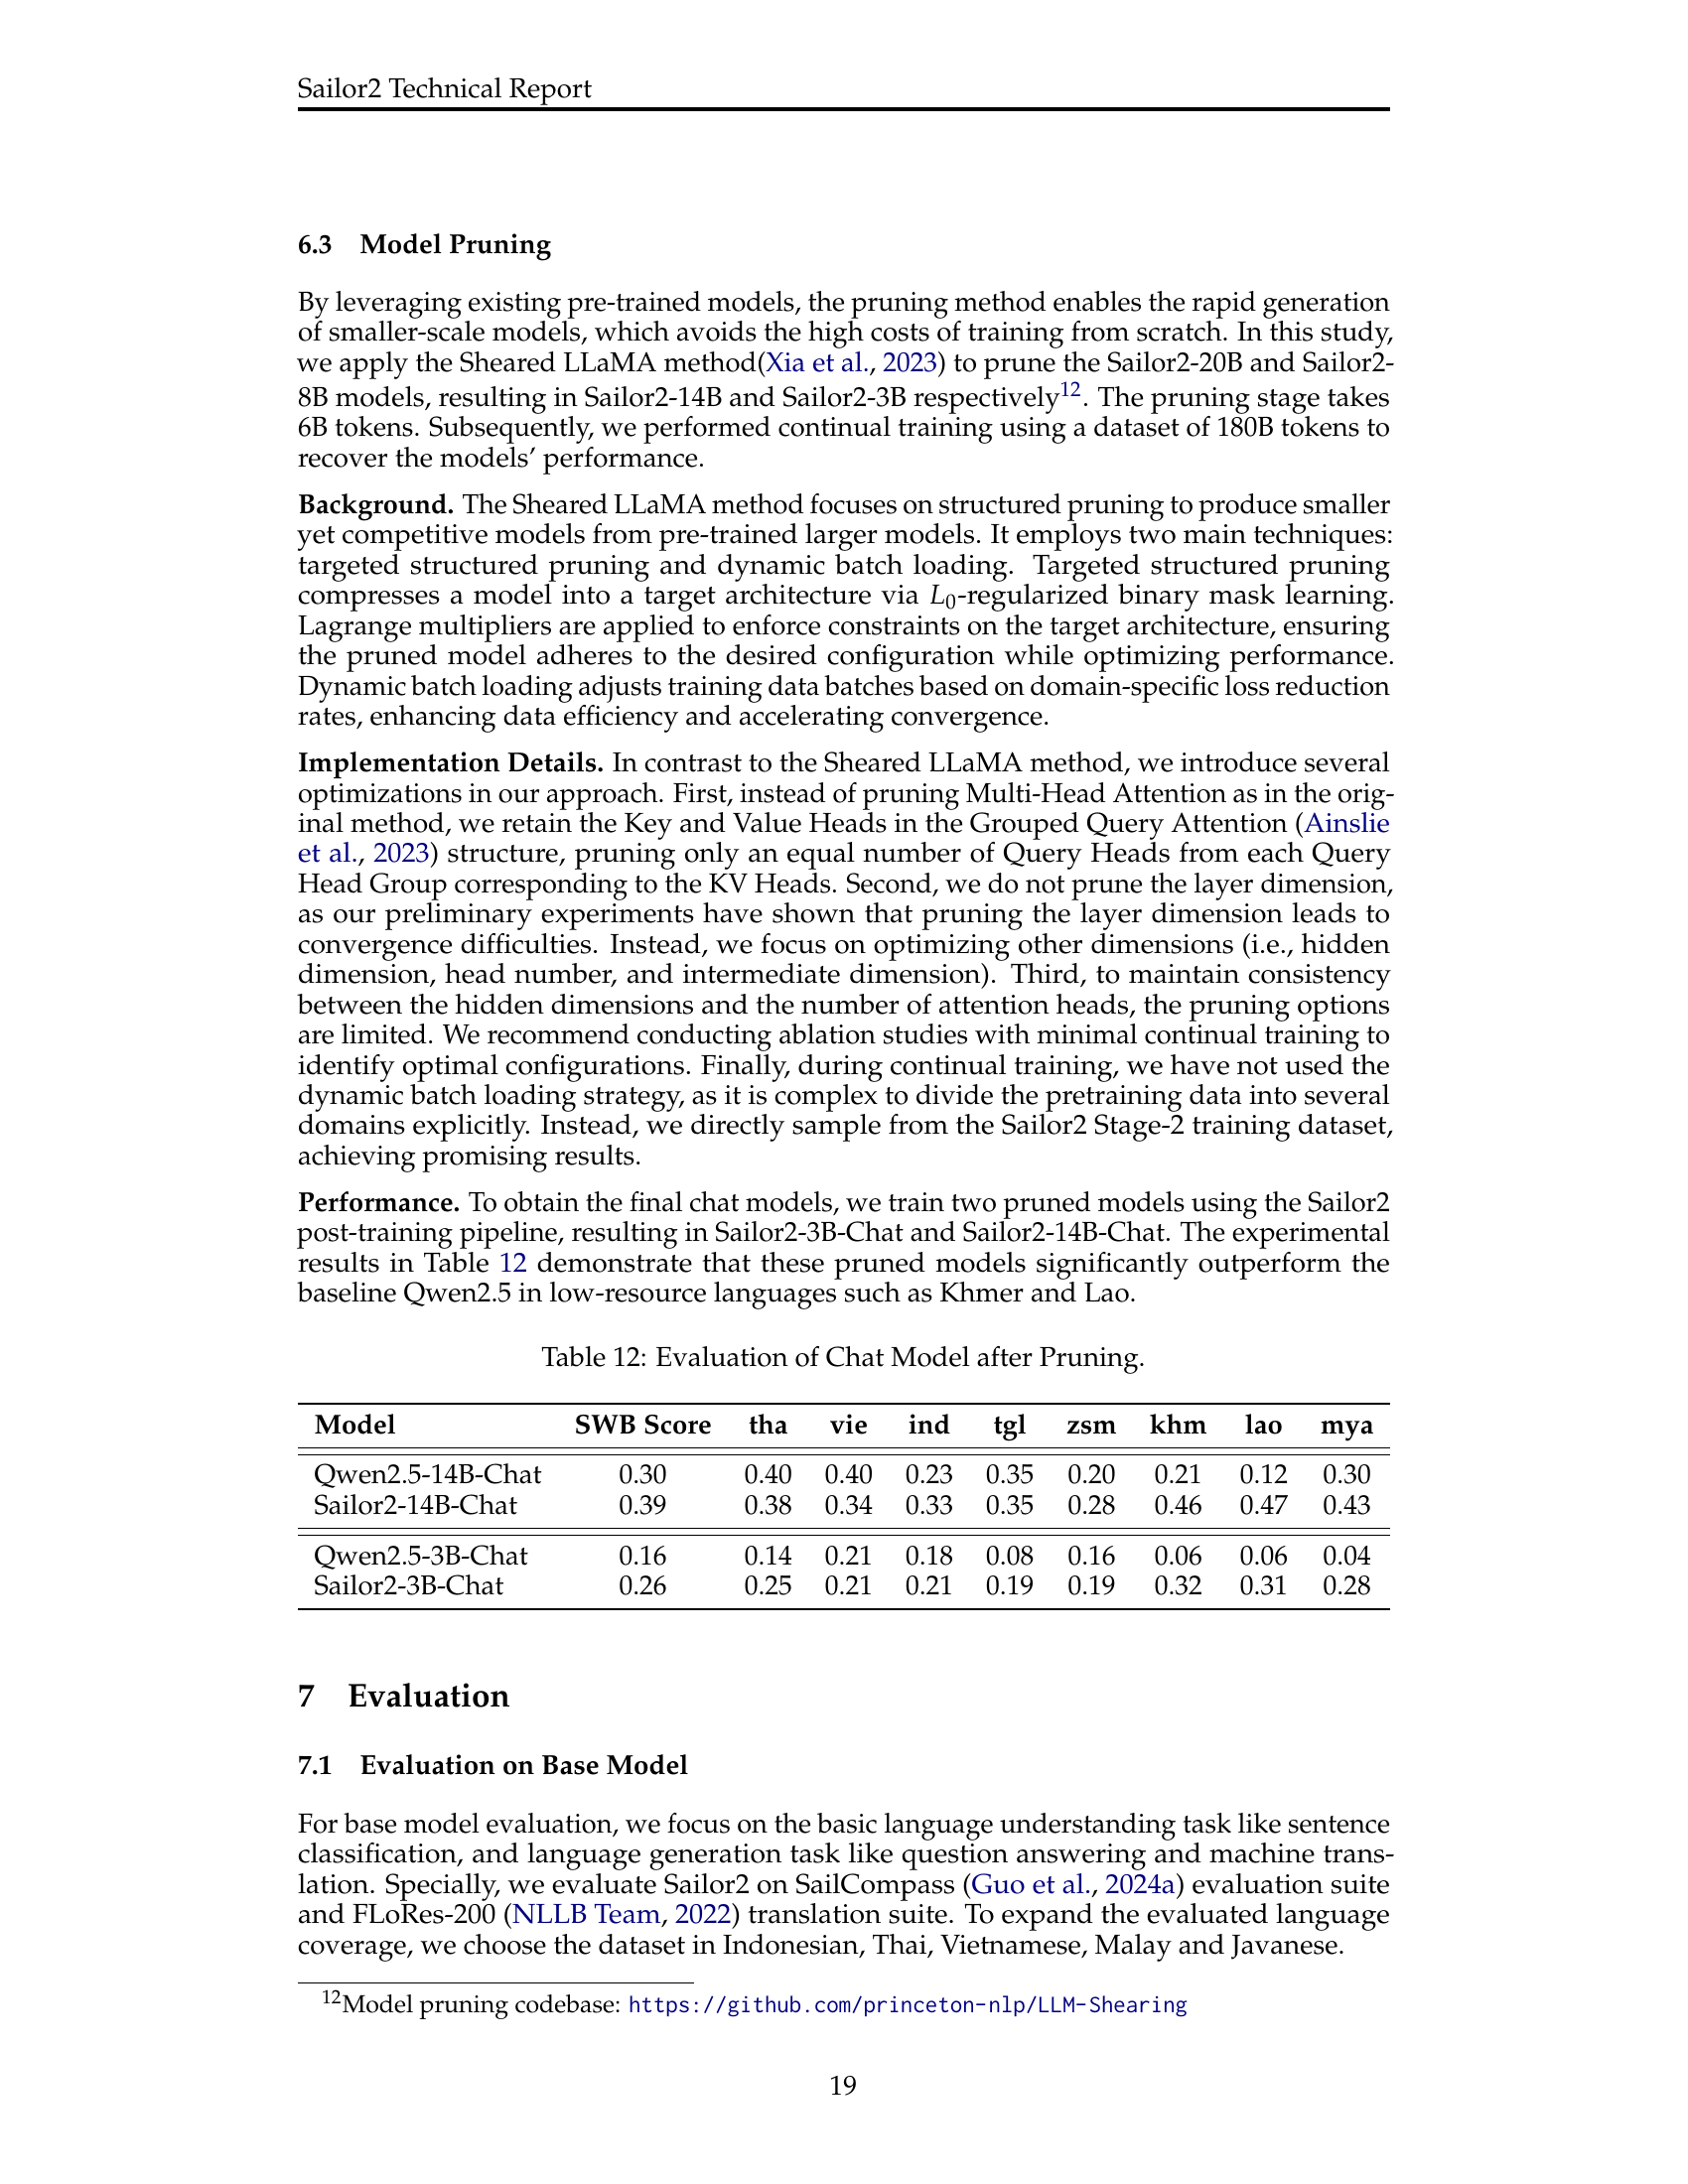 Sailor2 Technical Report
6.3 Model Pruning
By leveraging existing pre-trained models, the pruning method enables the rapid generation
of smaller-scale models, which avoids the high costs of training from scratch. In this study,
we apply the Sheared LLaMA method(Xia et al., 2023) to prune the Sailor2-20B and Sailor2-
8B models, resulting in Sailor2-14B and Sailor2-3B respectively12. The pruning stage takes
6B tokens. Subsequently, we performed continual training using a dataset of 180B tokens to
recover the models’ performance.
Background. The Sheared LLaMA method focuses on structured pruning to produce smaller
yet competitive models from pre-trained larger models. It employs two main techniques:
targeted structured pruning and dynamic batch loading. Targeted structured pruning
compresses a model into a target architecture via L0-regularized binary mask learning.
Lagrange multipliers are applied to enforce constraints on the target architecture, ensuring
the pruned model adheres to the desired configuration while optimizing performance.
Dynamic batch loading adjusts training data batches based on domain-specific loss reduction
rates, enhancing data efficiency and accelerating convergence.
Implementation Details. In contrast to the Sheared LLaMA method, we introduce several
optimizations in our approach. First, instead of pruning Multi-Head Attention as in the orig-
inal method, we retain the Key and Value Heads in the Grouped Query Attention (Ainslie
et al., 2023) structure, pruning only an equal number of Query Heads from each Query
Head Group corresponding to the KV Heads. Second, we do not prune the layer dimension,
as our preliminary experiments have shown that pruning the layer dimension leads to
convergence difficulties. Instead, we focus on optimizing other dimensions (i.e., hidden
dimension, head number, and intermediate dimension). Third, to maintain consistency
between the hidden dimensions and the number of attention heads, the pruning options
are limited. We recommend conducting ablation studies with minimal continual training to
identify optimal configurations. Finally, during continual training, we have not used the
dynamic batch loading strategy, as it is complex to divide the pretraining data into several
domains explicitly. Instead, we directly sample from the Sailor2 Stage-2 training dataset,
achieving promising results.
Performance. To obtain the final chat models, we train two pruned models using the Sailor2
post-training pipeline, resulting in Sailor2-3B-Chat and Sailor2-14B-Chat. The experimental
results in Table 12 demonstrate that these pruned models significantly outperform the
baseline Qwen2.5 in low-resource languages such as Khmer and Lao.
Table 12: Evaluation of Chat Model after Pruning.
Model SWB Score tha vie ind tgl zsm khm lao mya
Qwen2.5-14B-Chat 0.30 0.40 0.40 0.23 0.35 0.20 0.21 0.12 0.30
Sailor2-14B-Chat 0.39 0.38 0.34 0.33 0.35 0.28 0.46 0.47 0.43
Qwen2.5-3B-Chat 0.16 0.14 0.21 0.18 0.08 0.16 0.06 0.06 0.04
Sailor2-3B-Chat 0.26 0.25 0.21 0.21 0.19 0.19 0.32 0.31 0.28
7 Evaluation
7.1 Evaluation on Base Model
For base model evaluation, we focus on the basic language understanding task like sentence
classification, and language generation task like question answering and machine trans-
lation. Specially, we evaluate Sailor2 on SailCompass (Guo et al., 2024a) evaluation suite
and FLoRes-200 (NLLB Team, 2022) translation suite. To expand the evaluated language
coverage, we choose the dataset in Indonesian, Thai, Vietnamese, Malay and Javanese.
12Model pruning codebase: https://github.com/princeton-nlp/LLM-Shearing
19